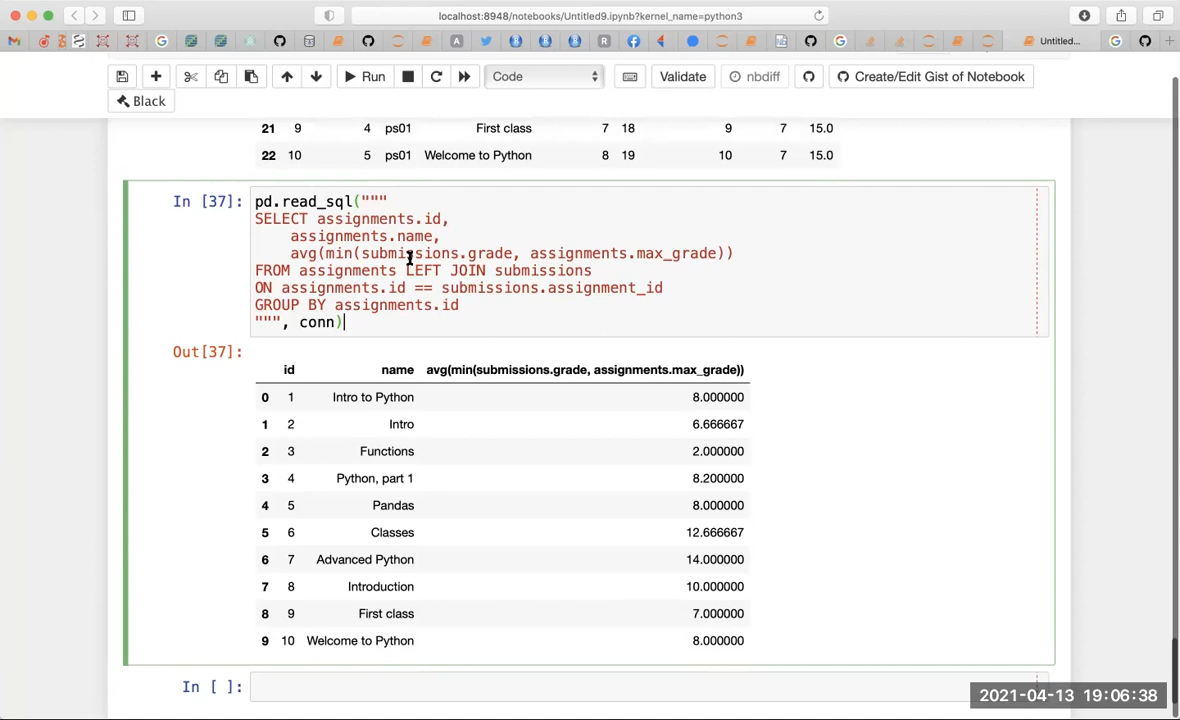 localhost:8948/notebooks/Untitled9.ipynb?kernel_name=python3
Untitled...
Run
Code
Validate
nbdiff
Create/Edit Gist of Notebook
Black
21 9 4 ps01 First class 7 18 9 7 15.0
22 10 5 ps01 Welcome to Python 8 19 10 7 15.0
In [37]: pd.read_sql("""
SELECT assignments.id,
assignments.name,
avg(min(submissions.grade, assignments.max_grade))
FROM assignments LEFT JOIN submissions
ON assignments.id == submissions.assignment_id
GROUP BY assignments.id
""", conn)
Out[37]:
id name avg(min(submissions.grade, assignments.max_grade))
0 1 Intro to Python 8.000000
1 2 Intro 6.666667
2 3 Functions 2.000000
3 4 Python, part 1 8.200000
4 5 Pandas 8.000000
5 6 Classes 12.666667
6 7 Advanced Python 14.000000
7 8 Introduction 10.000000
8 9 First class 7.000000
9 10 Welcome to Python 8.000000
In [ ]:
2021-04-13 19:06:38